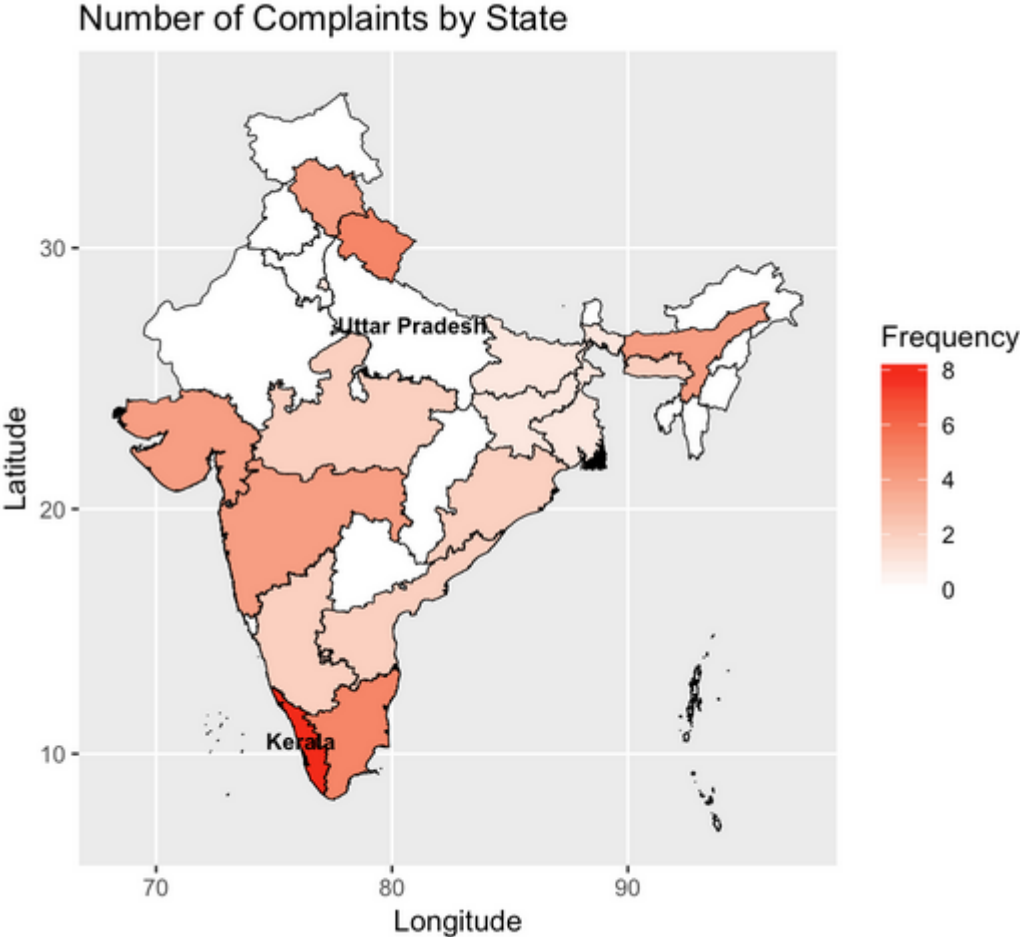 Number of Complaints by State
Latitude
30
20
10
Uttar Pradesh
Kerala
70
80
90
Longitude
Frequency
8
6
4
2
0